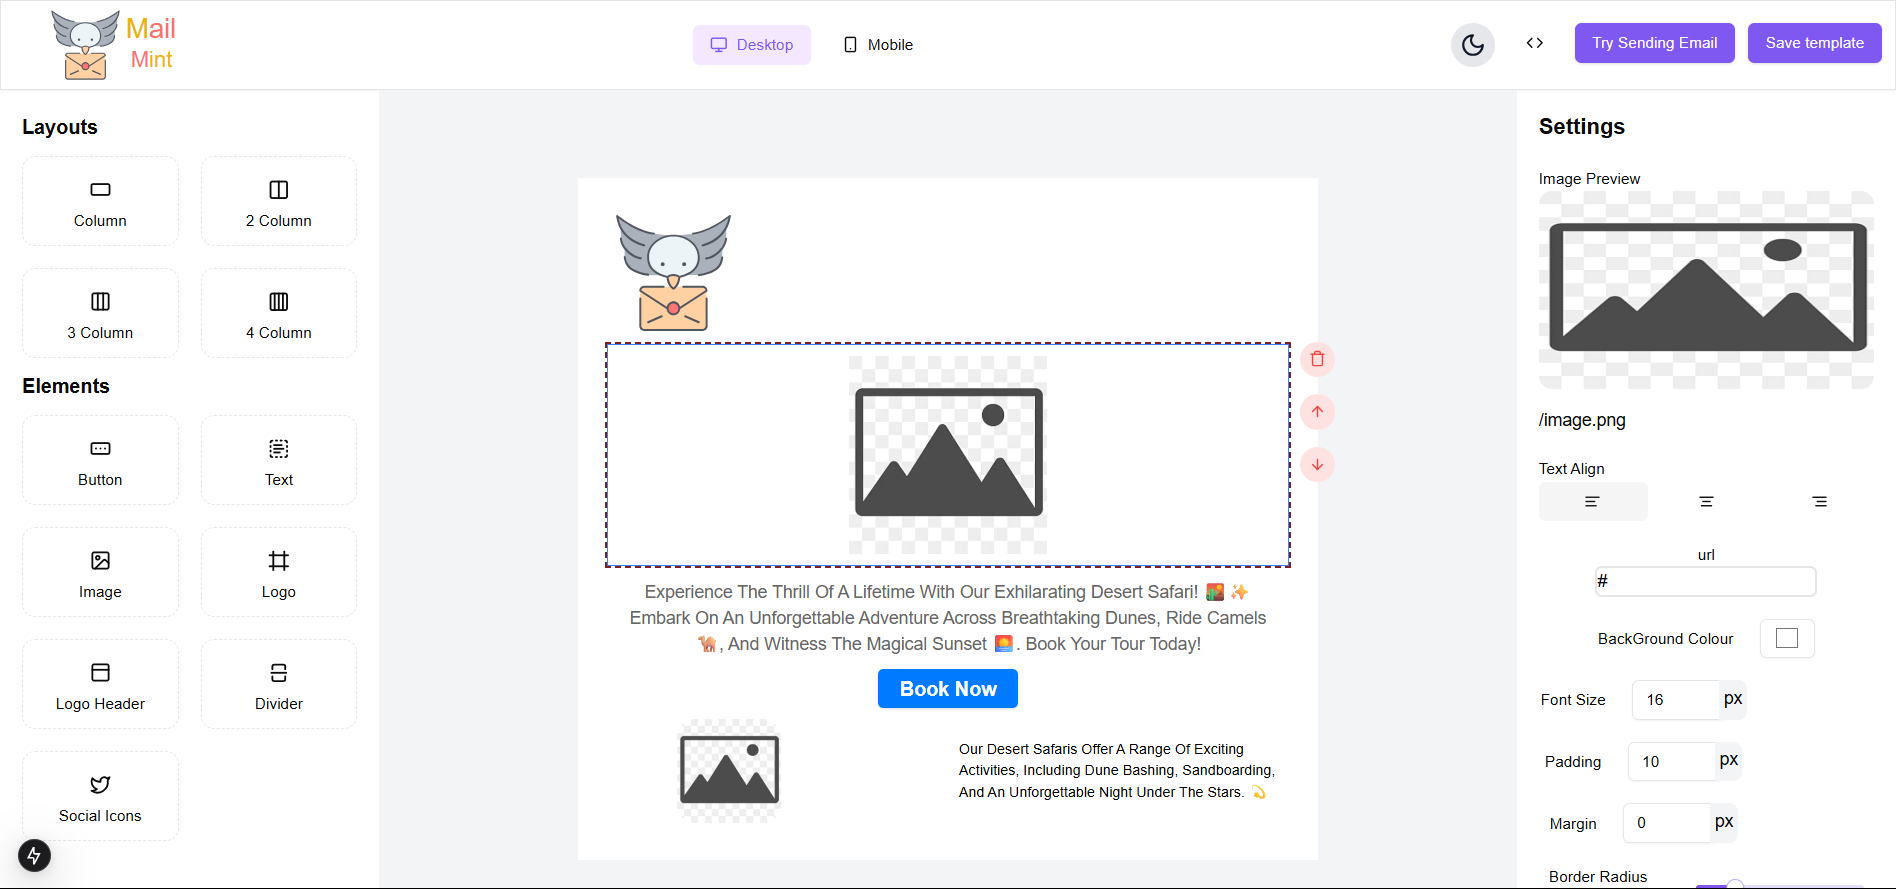 Mail
Mint
Desktop
Mobile
Try Sending Email
Save template
Layouts
Column
2 Column
3 Column
4 Column
Elements
Button
Text
Image
Logo
Logo Header
Divider
Social Icons
Experience The Thrill Of A Lifetime With Our Exhilarating Desert Safari! 🏜️ ✨
Embark On An Unforgettable Adventure Across Breathtaking Dunes, Ride Camels
🐫, And Witness The Magical Sunset 🌅. Book Your Tour Today!
Book Now
Our Desert Safaris Offer A Range Of Exciting
Activities, Including Dune Bashing, Sandboarding,
And An Unforgettable Night Under The Stars. 💫
Settings
Image Preview
/image.png
Text Align
url
#
BackGround Colour
Font Size 16 px
Padding 10 px
Margin 0 px
Border Radius